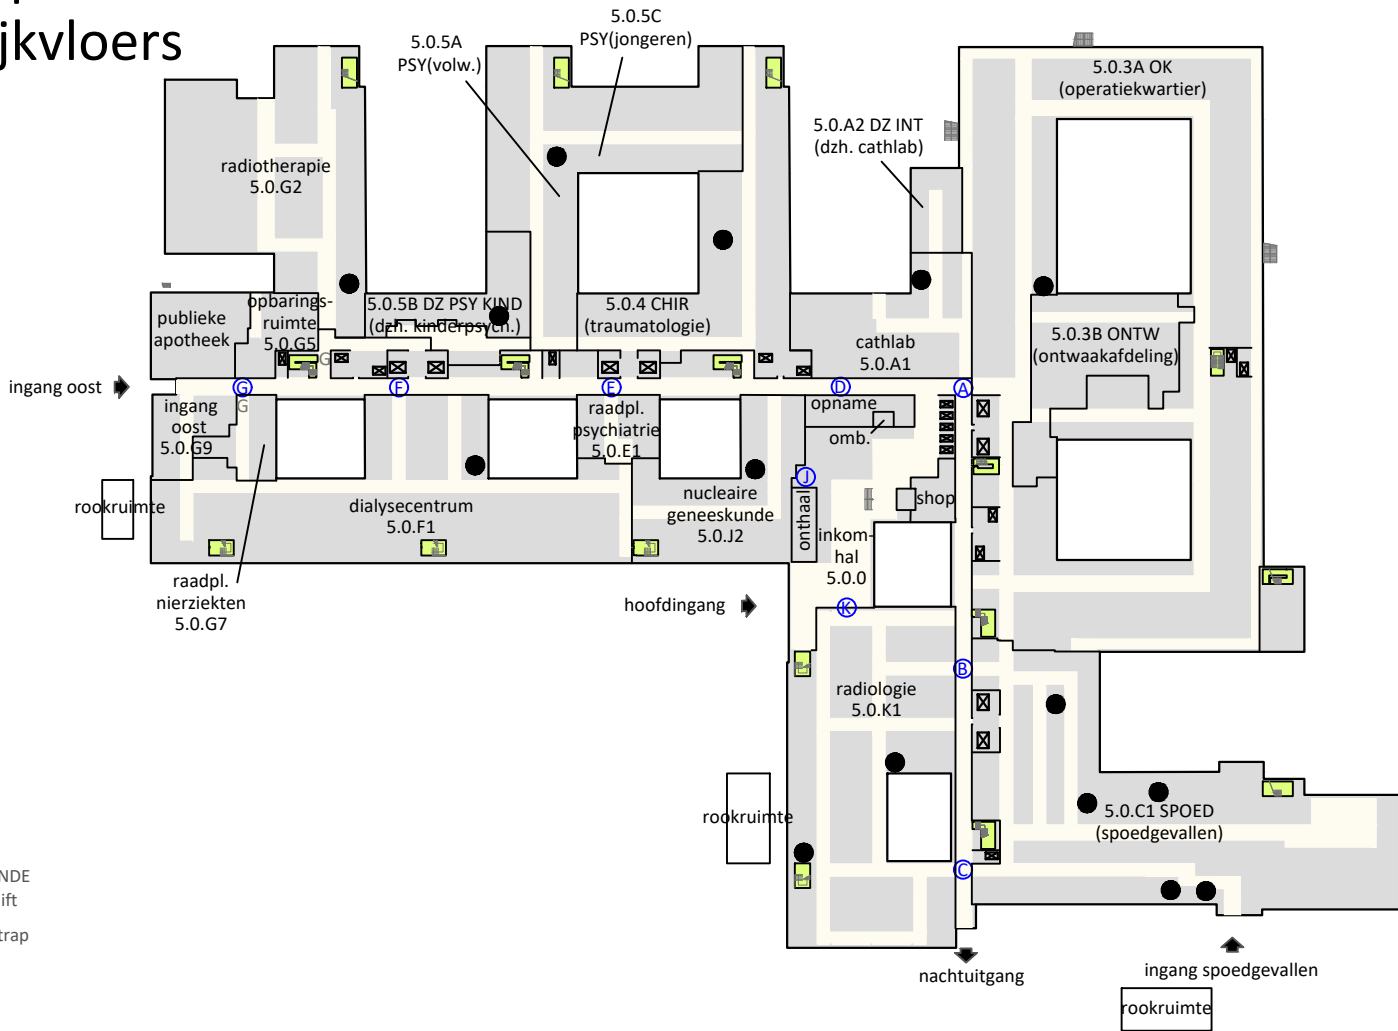 jkvloers
5.0.5C
PSY(jongeren)
5.0.5A
PSY(volw.)
5.0.3A OK
(operatiekwartier)
5.0.A2 DZ INT
(dzh. cathlab)
radiotherapie
5.0.G2
publieke
apotheek
opbarings-
ruimte
5.0.G5
5.0.5B DZ PSY KIND
(dzh. kinderpsych.)
5.0.4 CHIR
(traumatologie)
cathlab
5.0.A1
5.0.3B ONTW
(ontwaakafdeling)
G
ingang oost
G
F
E
D
A
G
ingang
oost
5.0.G9
raadpl.
psychiatrie
5.0.E1
opname
omb.
J
shop
rookruimte
dialysecentrum
5.0.F1
nucleaire
geneeskunde
5.0.J2
onthaal
inkom-
hal
5.0.0
raadpl.
nierziekten
5.0.G7
hoofdingang
K
B
radiologie
5.0.K1
rookruimte
5.0.C1 SPOED
(spoedgevallen)
C
NDE
ift
trap
nachtuitgang
ingang spoedgevallen
rookruimte